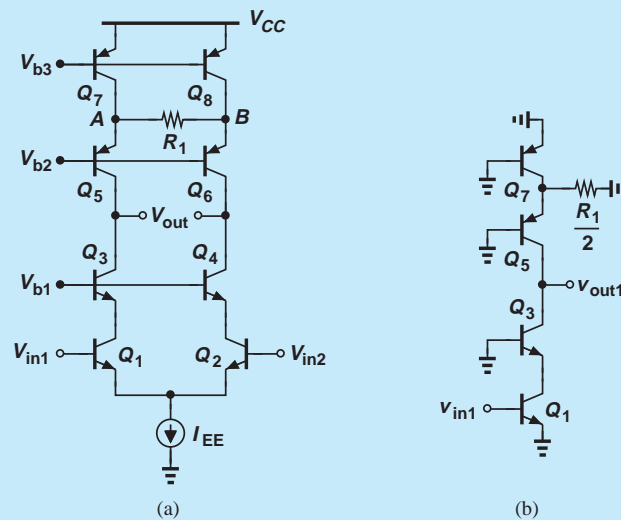 V_CC
V_b3
Q_7
Q_8
A
B
R_1
V_b2
Q_5
Q_6
V_out
Q_3
Q_4
V_b1
V_in1
Q_1
Q_2
V_in2
I_EE
(a)
Q_7
R_1
2
Q_5
v_out1
Q_3
v_in1
Q_1
(b)